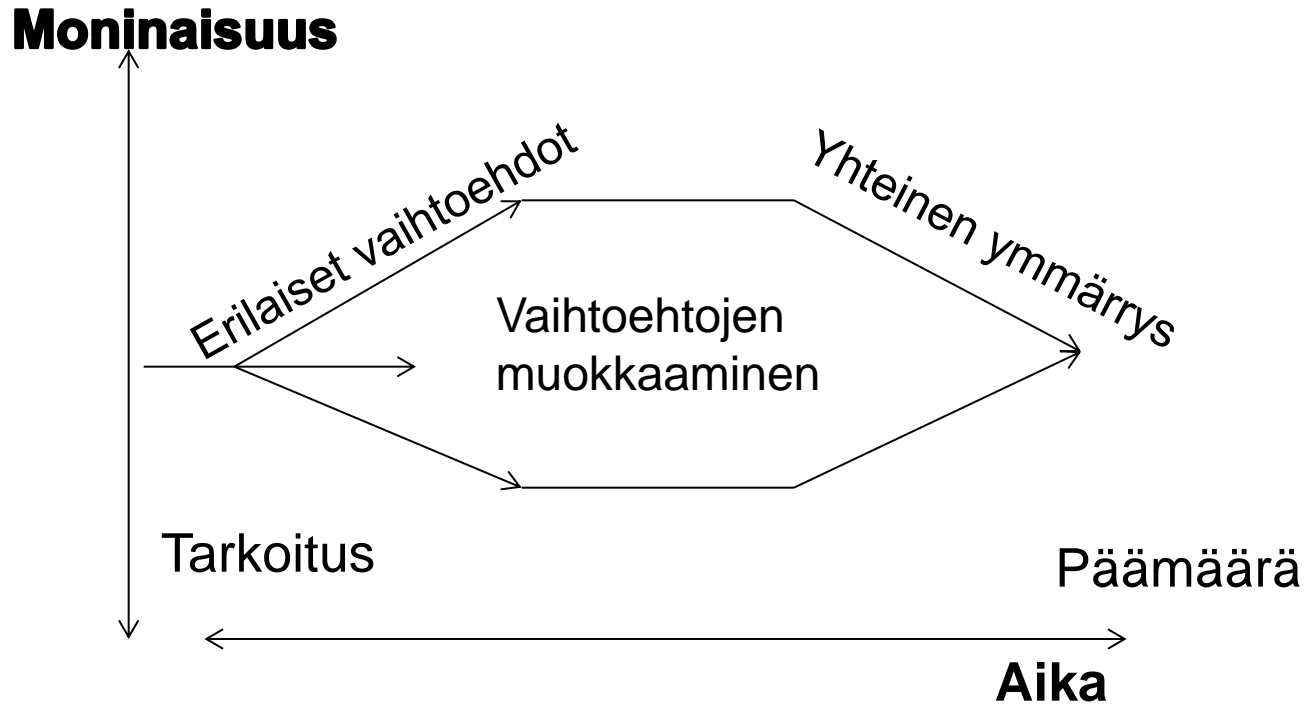 Moninaisuus
Erilaiset vaihtoehdot
Yhteinen ymmärrys
Vaihtoehtojen
muokkaaminen
Tarkoitus
Päämäärä
Aika